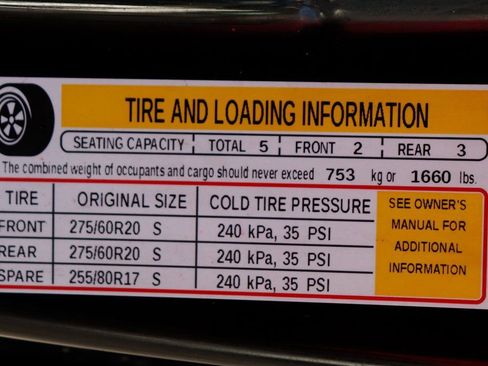 TIRE AND LOADING INFORMATION
SEATING CAPACITY TOTAL 5 FRONT 2 REAR 3
The combined weight of occupants and cargo should never exceed 753 kg or 1660 lbs.
TIRE ORIGINAL SIZE COLD TIRE PRESSURE
FRONT 275/60R20 S 240 kPa, 35 PSI
REAR 275/60R20 S 240 kPa, 35 PSI
SPARE 255/80R17 S 240 kPa, 35 PSI
SEE OWNER'S
MANUAL FOR
ADDITIONAL
INFORMATION